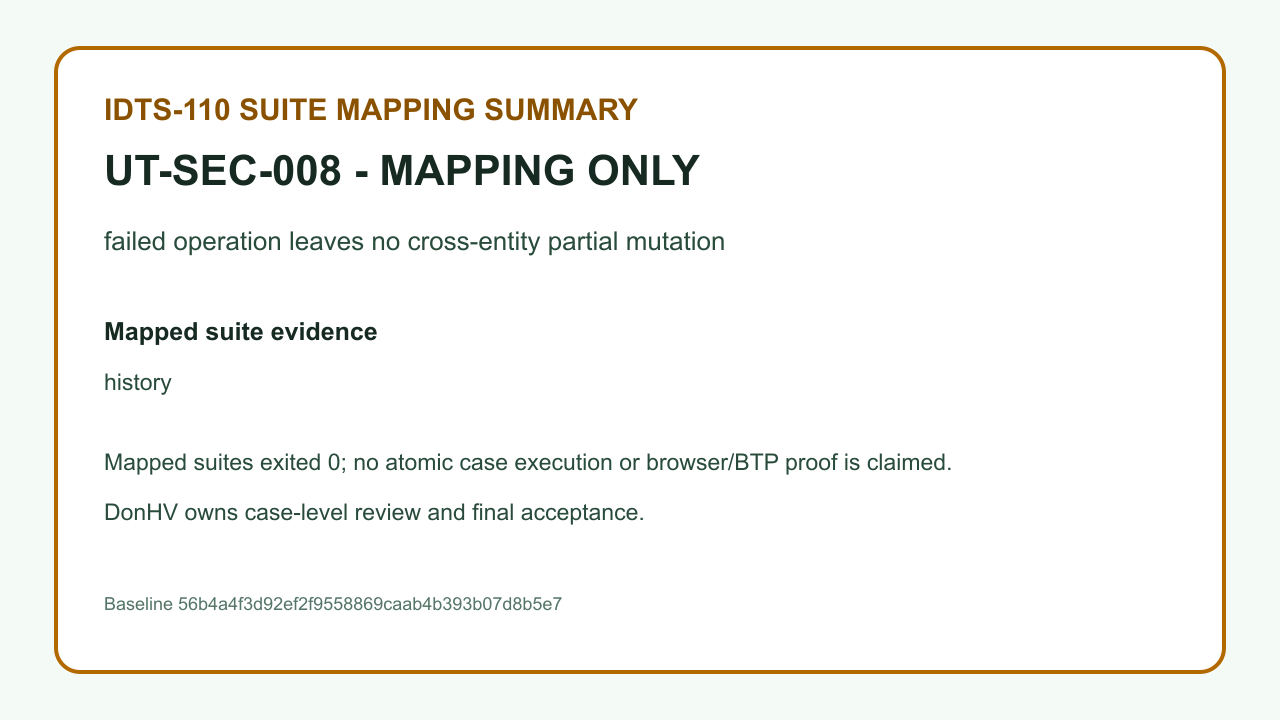 IDTS-110 SUITE MAPPING SUMMARY
UT-SEC-008 - MAPPING ONLY
failed operation leaves no cross-entity partial mutation
Mapped suite evidence
history
Mapped suites exited 0; no atomic case execution or browser/BTP proof is claimed.
DonHV owns case-level review and final acceptance.
Baseline 56b4a4f3d92ef2f9558869caab4b393b07d8b5e7